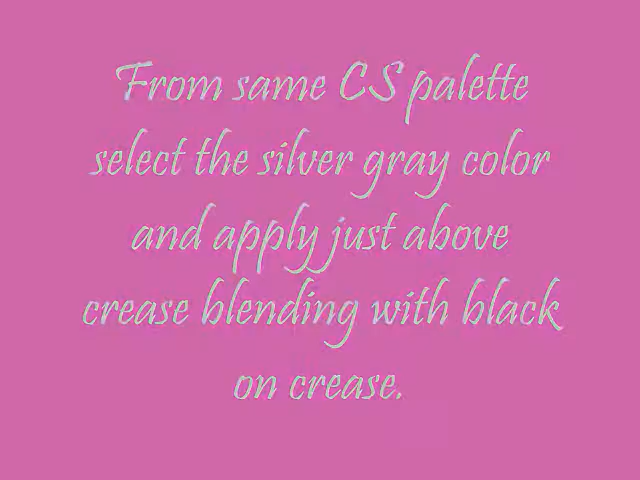 From same CS palette
select the silver gray color
and apply just above
crease blending with black
on crease.